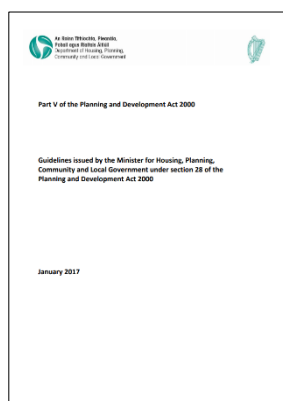 An Roinn Tithíochta, Pleanála,
Pobail agus Rialtais Áitiúil
Department of Housing, Planning,
Community and Local Government
Part V of the Planning and Development Act 2000
Guidelines issued by the Minister for Housing, Planning,
Community and Local Government under section 28 of the
Planning and Development Act 2000
January 2017